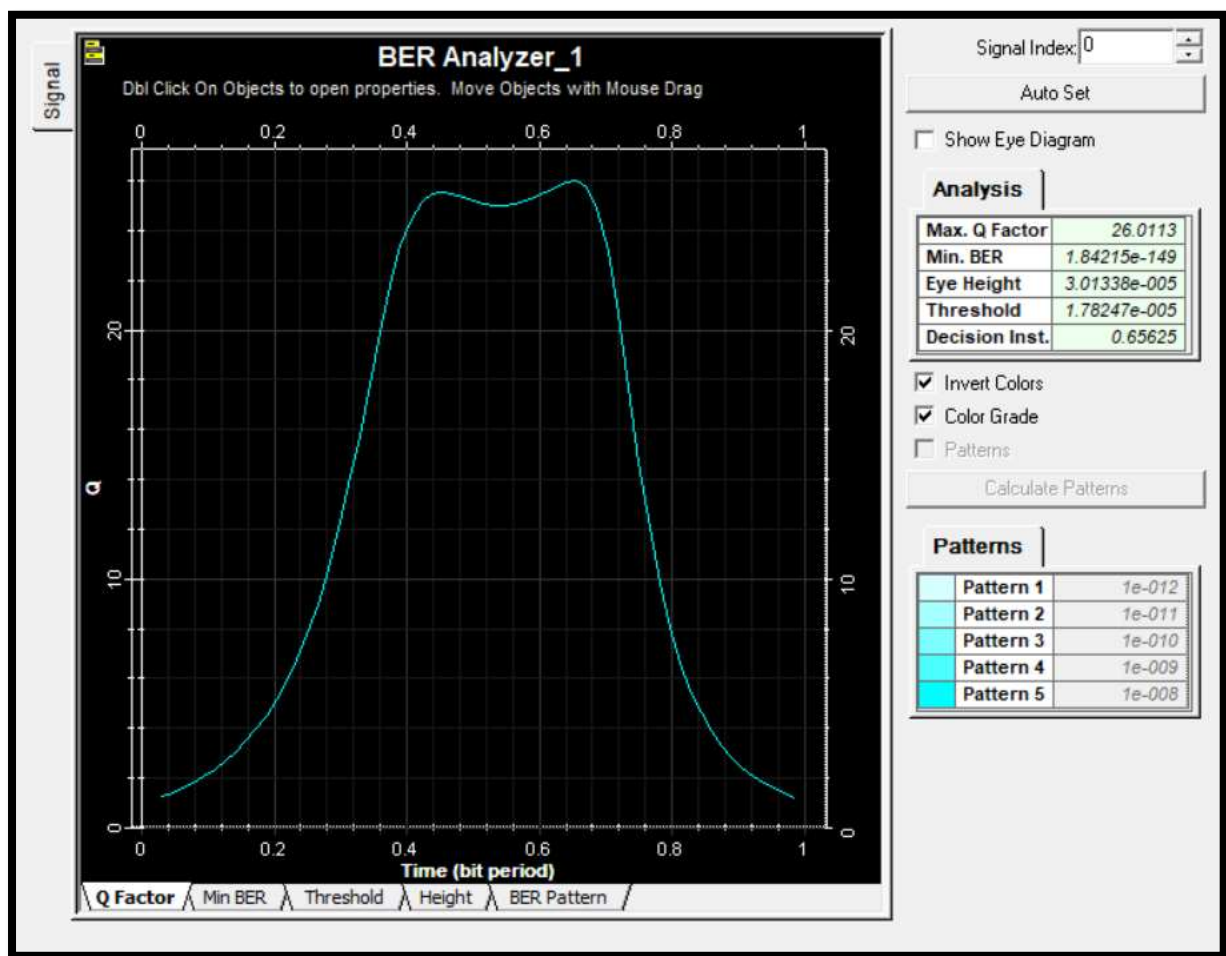 Signal
BER Analyzer_1
Dbl Click On Objects to open properties. Move Objects with Mouse Drag
0 0.2 0.4 0.6 0.8 1
20
10
0
Q
20
10
0
0 0.2 0.4 0.6 0.8 1
Time (bit period)
Q Factor Min BER Threshold Height BER Pattern
Signal Index: 0
Auto Set
Show Eye Diagram
Analysis
Max. Q Factor 26.0113
Min. BER 1.84215e-149
Eye Height 3.01338e-005
Threshold 1.78247e-005
Decision Inst. 0.65625
Invert Colors
Color Grade
Patterns
Calculate Patterns
Patterns
Pattern 1 1e-012
Pattern 2 1e-011
Pattern 3 1e-010
Pattern 4 1e-009
Pattern 5 1e-008